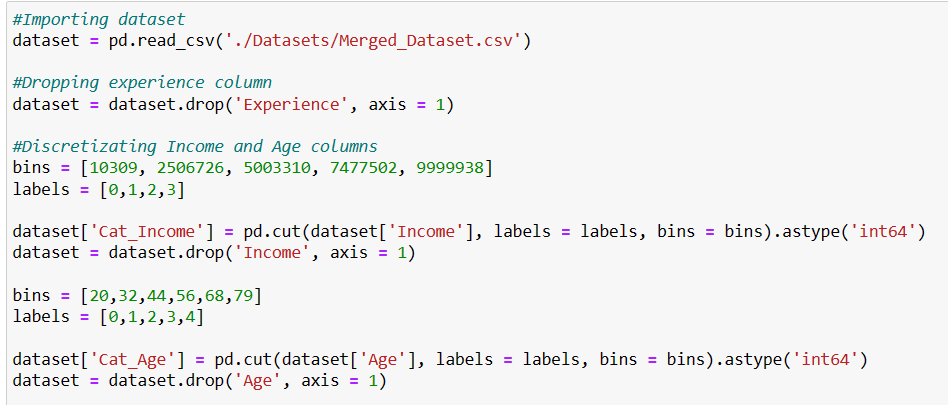 #Importing dataset
dataset = pd.read_csv('./Datasets/Merged_Dataset.csv')
#Dropping experience column
dataset = dataset.drop('Experience', axis = 1)
#Discretizating Income and Age columns
bins = [10309, 2506726, 5003310, 7477502, 9999938]
labels = [0,1,2,3]
dataset['Cat_Income'] = pd.cut(dataset['Income'], labels = labels, bins = bins).astype('int64')
dataset = dataset.drop('Income', axis = 1)
bins = [20,32,44,56,68,79]
labels = [0,1,2,3,4]
dataset['Cat_Age'] = pd.cut(dataset['Age'], labels = labels, bins = bins).astype('int64')
dataset = dataset.drop('Age', axis = 1)